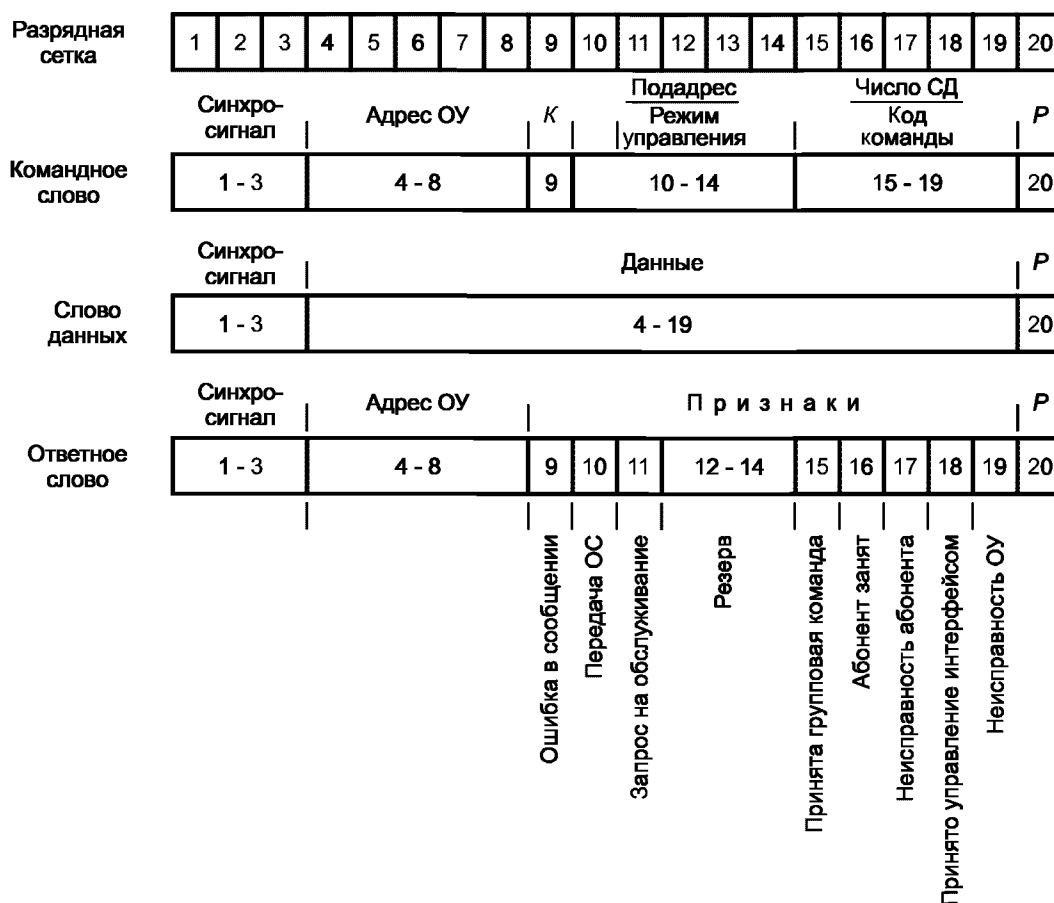 Разрядная сетка
1 2 3 4 5 6 7 8 9 10 11 12 13 14 15 16 17 18 19 20
Синхро-
сигнал
Адрес ОУ
К
Подадрес
Режим
управления
Число СД
Код
команды
Р
Командное
слово
1 - 3
4 - 8
9
10 - 14
15 - 19
20
Синхро-
сигнал
Данные
Р
Слово
данных
1 - 3
4 - 19
20
Синхро-
сигнал
Адрес ОУ
Признаки
Р
Ответное
слово
1 - 3
4 - 8
9
10
11
12 - 14
15
16
17
18
19
20
Ошибка в сообщении
Передача ОС
Запрос на обслуживание
Резерв
Принята групповая команда
Абонент занят
Неисправность абонента
Принято управление интерфейсом
Неисправность ОУ